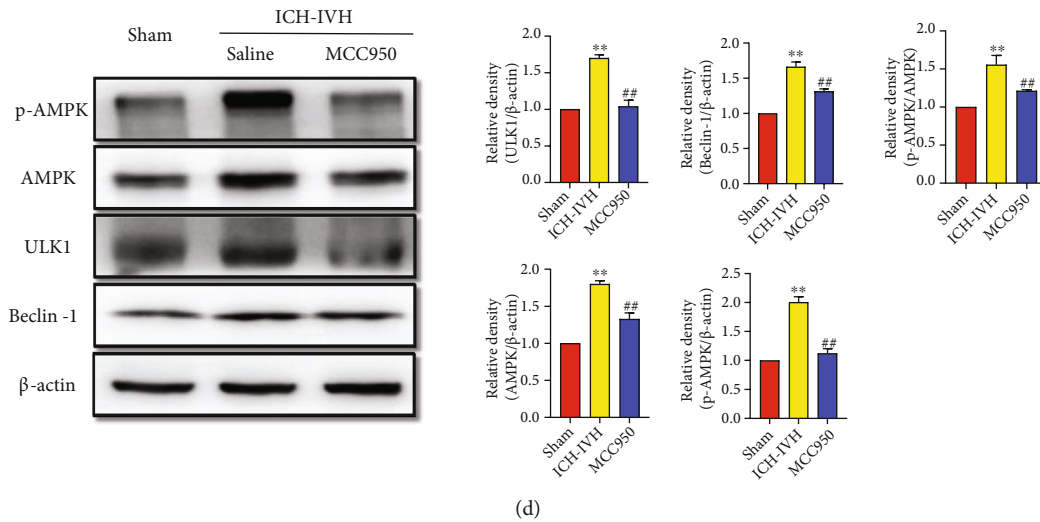 ICH-IVH
Sham
Saline
MCC950
p-AMPK
AMPK
ULK1
Beclin -1
β-actin
Relative density
(ULK1/β-actin)
2.0
1.5
1.0
0.5
0.0
**
##
Sham
ICH-IVH
MCC950
Relative density
(Beclin-1/β-actin)
2.0
1.5
1.0
0.5
0.0
**
##
Sham
ICH-IVH
MCC950
Relative density
(p-AMPK/AMPK)
2.0
1.5
1.0
0.5
0.0
**
##
Sham
ICH-IVH
MCC950
Relative density
(AMPK/β-actin)
2.0
1.5
1.0
0.5
0.0
**
##
Sham
ICH-IVH
MCC950
Relative density
(p-AMPK/β-actin)
2.5
2.0
1.5
1.0
0.5
0.0
**
##
Sham
ICH-IVH
MCC950
(d)